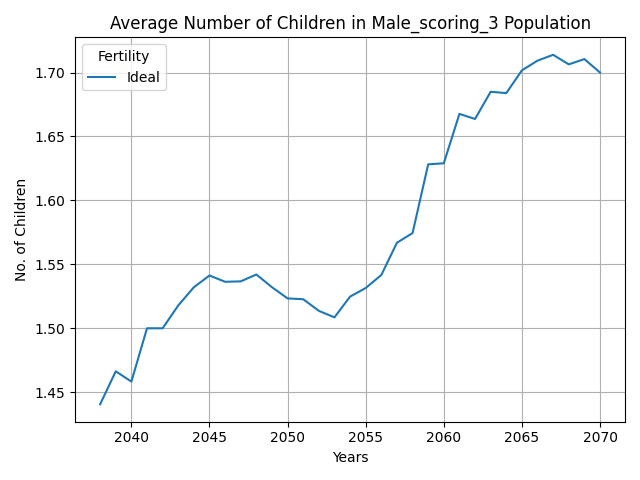 Average Number of Children in Male_scoring_3 Population
Fertility
Ideal
No. of Children
1.70
1.65
1.60
1.55
1.50
1.45
2040 2045 2050 2055 2060 2065 2070
Years